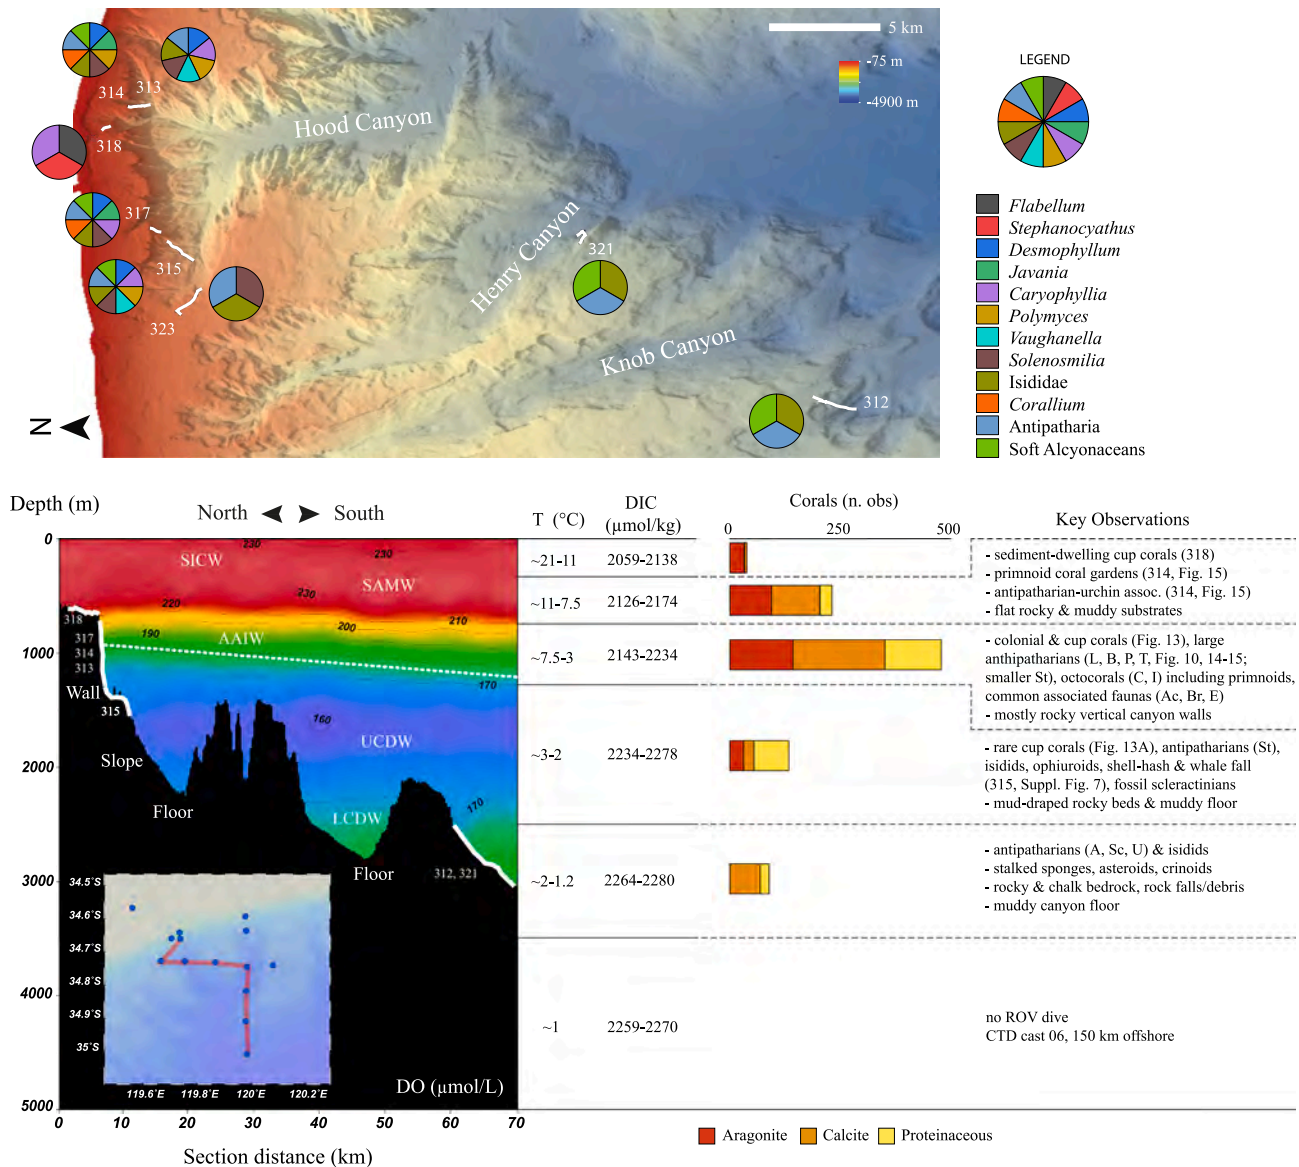 5 km
-75 m
-4900 m
314
313
Hood Canyon
318
317
315
323
Henry Canyon
321
Knob Canyon
312
N
LEGEND
Flabellum
Stephanocyathus
Desmophyllum
Javania
Caryophyllia
Polymyces
Vaughanella
Solenosmilia
Isididae
Corallium
Antipatharia
Soft Alcyonaceans
Depth (m)
North
South
T (°C)
DIC
(µmol/kg)
Corals (n. obs)
0
250
500
Key Observations
0
1000
2000
3000
4000
5000
230
230
SICW
SAMW
230
220
210
200
190
AAIW
170
160
UCDW
LCDW
170
318
317
314
313
Wall
315
Slope
Floor
Floor
312, 321
34.5°S
34.6°S
34.7°S
34.8°S
34.9°S
35°S
119.6°E
119.8°E
120°E
120.2°E
DO (µmol/L)
0
10
20
30
40
50
60
70
Section distance (km)
~21-11
2059-2138
~11-7.5
2126-2174
~7.5-3
2143-2234
~3-2
2234-2278
~2-1.2
2264-2280
~1
2259-2270
- sediment-dwelling cup corals (318)
- primnoid coral gardens (314, Fig. 15)
- antipatharian-urchin assoc. (314, Fig. 15)
- flat rocky & muddy substrates
- colonial & cup corals (Fig. 13), large
anthipatharians (L, B, P, T, Fig. 10, 14-15;
smaller St), octocorals (C, I) including primnoids,
common associated faunas (Ac, Br, E)
- mostly rocky vertical canyon walls
- rare cup corals (Fig. 13A), antipatharians (St),
isidids, ophiuroids, shell-hash & whale fall
(315, Suppl. Fig. 7), fossil scleractinians
- mud-draped rocky beds & muddy floor
- antipatharians (A, Sc, U) & isidids
- stalked sponges, asteroids, crinoids
- rocky & chalk bedrock, rock falls/debris
- muddy canyon floor
no ROV dive
CTD cast 06, 150 km offshore
Aragonite
Calcite
Proteinaceous